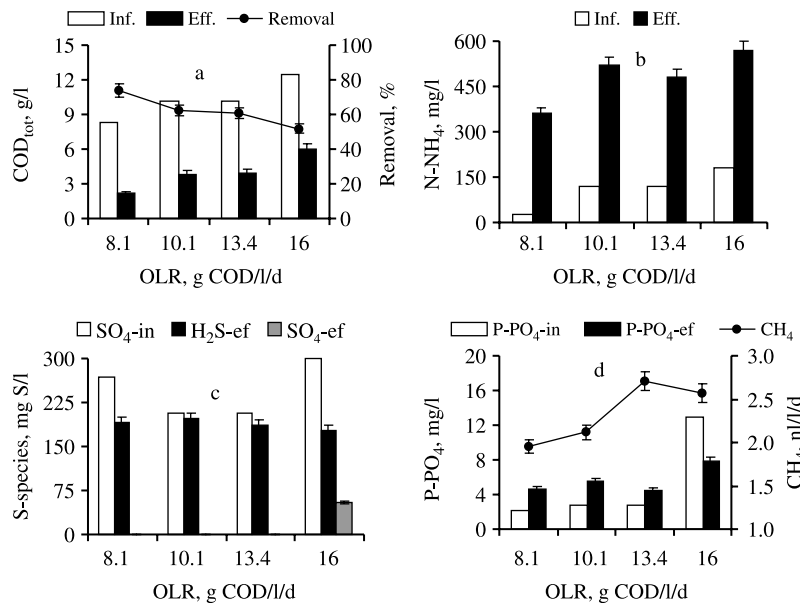 Inf. Eff. Removal
a
COD_tot, g/l
15
12
9
6
3
0
Removal, %
100
80
60
40
20
0
8.1 10.1 13.4 16
OLR, g COD/l/d
Inf. Eff.
b
N-NH₄, mg/l
600
450
300
150
0
8.1 10.1 13.4 16
OLR, g COD/l/d
SO₄-in H₂S-ef SO₄-ef
c
S-species, mg S/l
300
225
150
75
0
8.1 10.1 13.4 16
OLR, g COD/l/d
P-PO₄-in P-PO₄-ef CH₄
d
P-PO₄, mg/l
20
16
12
8
4
0
CH₄, nl/l/d
3.0
2.5
2.0
1.5
1.0
8.1 10.1 13.4 16
OLR, g COD/l/d